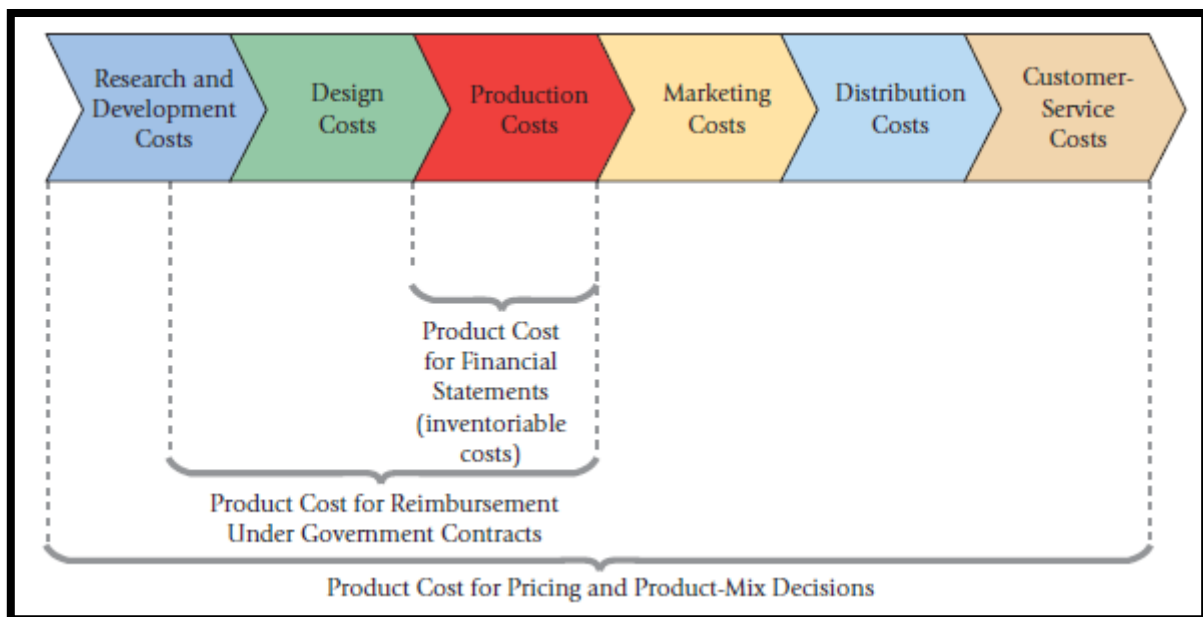 Research and
Development
Costs
Design
Costs
Production
Costs
Marketing
Costs
Distribution
Costs
Customer-
Service
Costs
Product Cost
for Financial
Statements
(inventoriable
costs)
Product Cost for Reimbursement
Under Government Contracts
Product Cost for Pricing and Product-Mix Decisions